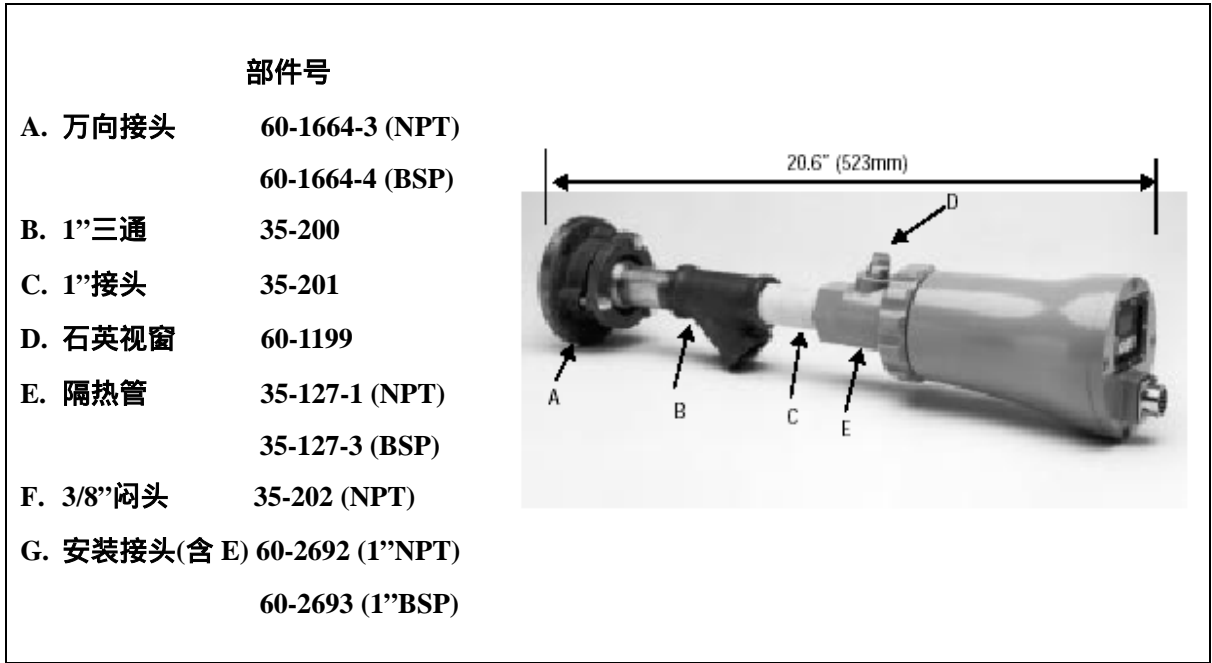 部件号
A. 万向接头 60-1664-3 (NPT)
60-1664-4 (BSP)
B. 1”三通 35-200
C. 1”接头 35-201
D. 石英视窗 60-1199
E. 隔热管 35-127-1 (NPT)
35-127-3 (BSP)
F. 3/8”闷头 35-202 (NPT)
G. 安装接头(含 E) 60-2692 (1”NPT)
60-2693 (1”BSP)
20.6" (523mm)
D
A
B
C
E